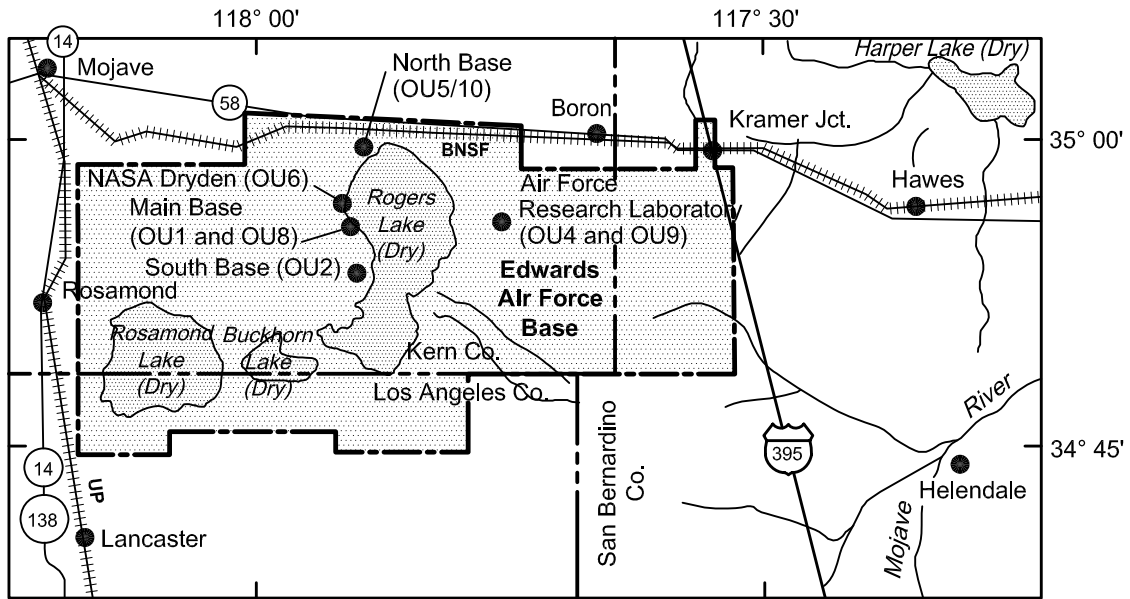 118° 00'
117° 30'
14
Mojave
North Base
(OU5/10)
Harper Lake (Dry)
58
Boron
Kramer Jct.
35° 00'
BNSF
NASA Dryden (OU6)
Main Base
(OU1 and OU8)
South Base (OU2)
Rogers
Lake
(Dry)
Air Force
Research Laboratory
(OU4 and OU9)
Hawes
Edwards
AIr Force
Base
Rosamond
Rosamond
Lake
(Dry)
Buckhorn
Lake
(Dry)
Kern Co.
Los Angeles Co.
San Bernardino
Co.
River
Mojave
395
34° 45'
Helendale
14
138
UP
Lancaster